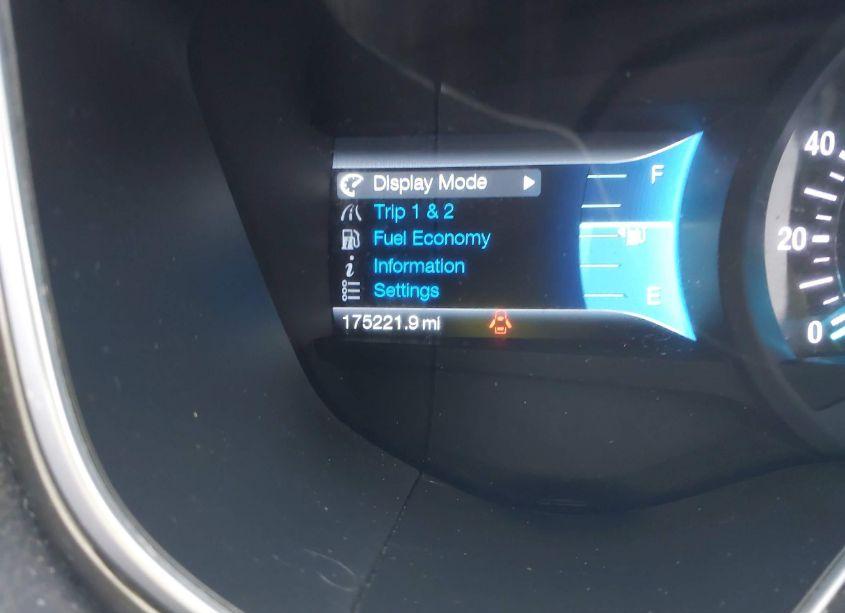 Display Mode
Trip 1 & 2
Fuel Economy
Information
Settings
175221.9 mi
F
E
40
20
0